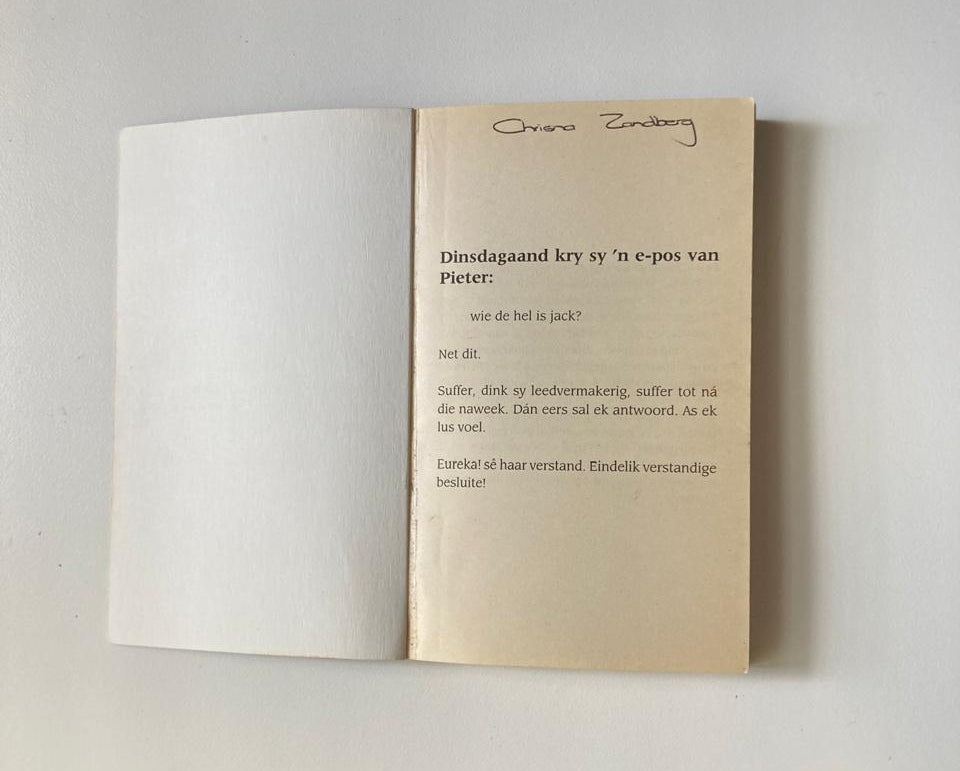 Chrisna Zandberg
Dinsdagaand kry sy 'n e-pos van
Pieter:
wie de hel is jack?
Net dit.
Suffer, dink sy leedvermakerig, suffer tot ná
die naweek. Dán eers sal ek antwoord. As ek
lus voel.
Eureka! sê haar verstand. Eindelik verstandige
besluite!